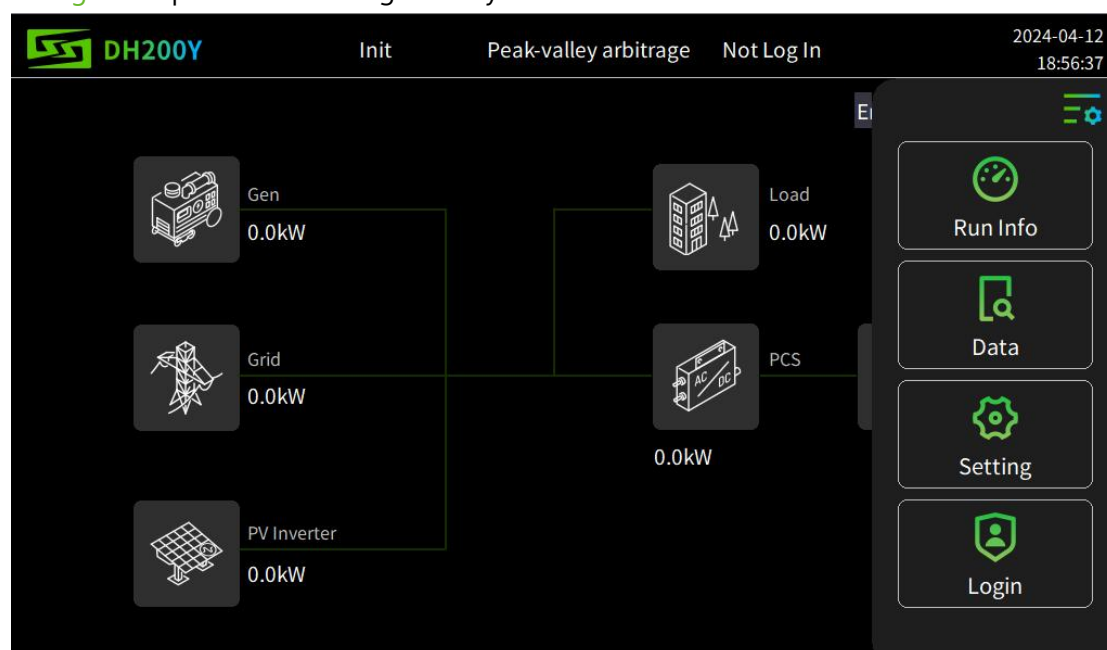 DH200Y
Init
Peak-valley arbitrage
Not Log In
2024-04-12
18:56:37
Gen
0.0kW
Load
0.0kW
Grid
0.0kW
PCS
0.0kW
PV Inverter
0.0kW
AC
DC
Run Info
Data
Setting
Login